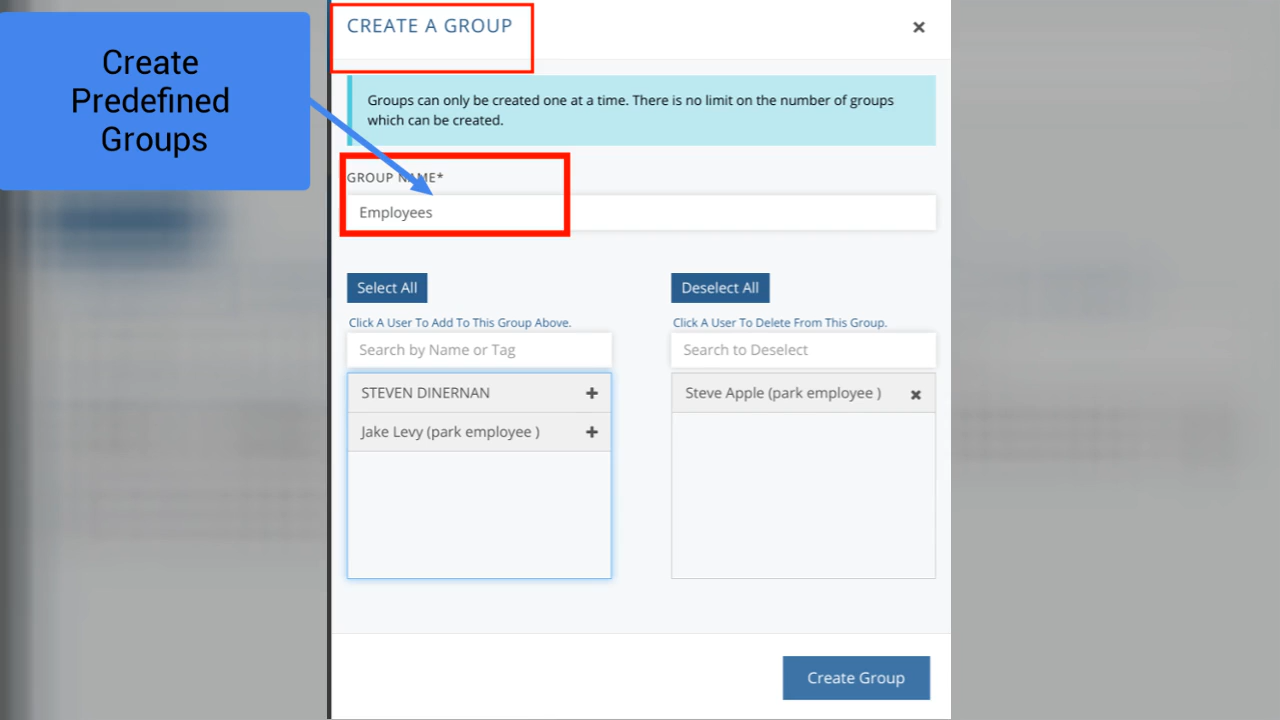 Create
Predefined
Groups
CREATE A GROUP
Groups can only be created one at a time. There is no limit on the number of groups
which can be created.
GROUP NAME*
Employees
Select All
Click A User To Add To This Group Above.
Search by Name or Tag
STEVEN DINERNAN
Jake Levy (park employee )
Deselect All
Click A User To Delete From This Group.
Search to Deselect
Steve Apple (park employee )
Create Group